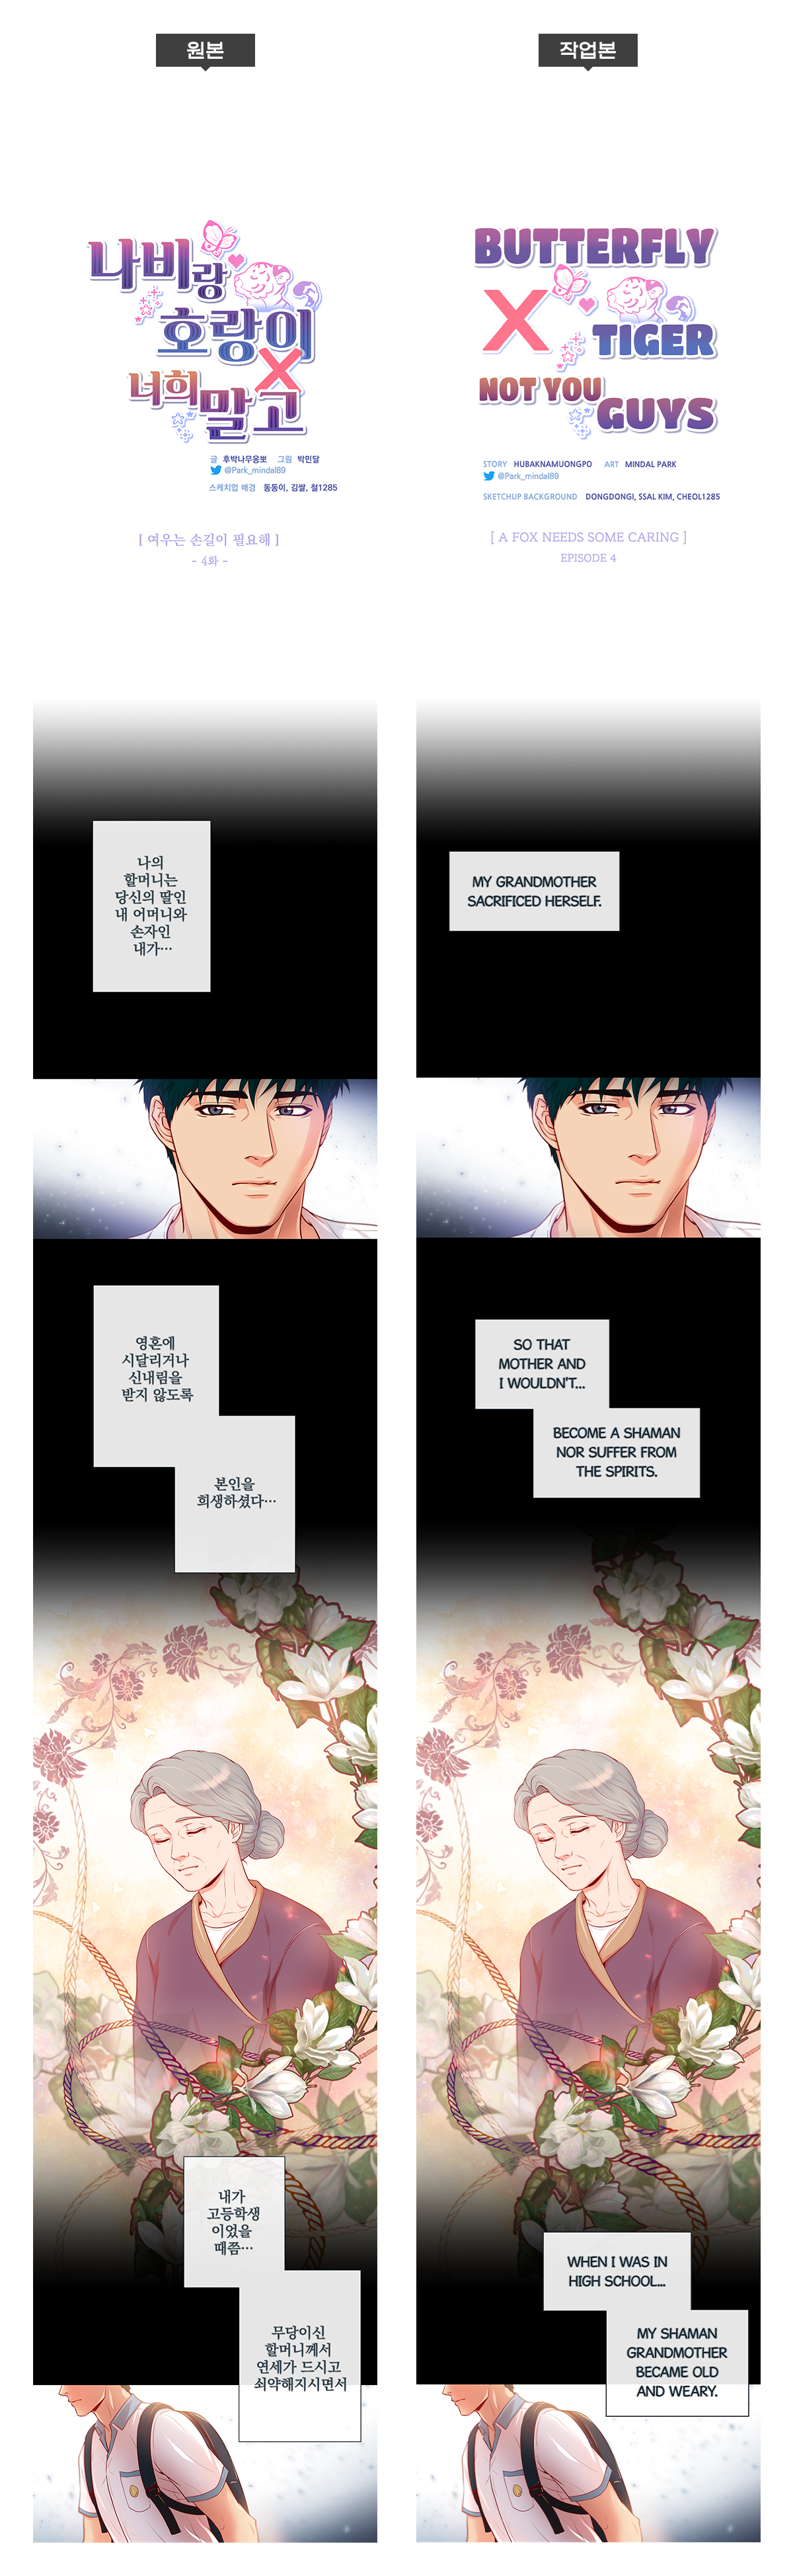 원본
나비랑
호랑이
너희
말고
글 후박나무옹뽀 그림 박민달
@Park_mindal89
스케치업 배경 동동이, 김쌀, 철1285
[ 여우는 손길이 필요해 ]
- 4화 -
나의
할머니는
당신의 딸인
내 어머니와
손자인
내가…
영혼에
시달리거나
신내림을
받지 않도록
본인을
희생하셨다…
내가
고등학생
이었을
때쯤…
무당이신
할머니께서
연세가 드시고
쇠약해지시면서
작업본
BUTTERFLY
X
TIGER
NOT YOU
GUYS
STORY HUBAKNAMUONGPO ART MINDAL PARK
@Park_mindal89
SKETCHUP BACKGROUND DONGDONGI, SSAL KIM, CHEOL1285
[ A FOX NEEDS SOME CARING ]
EPISODE 4
MY GRANDMOTHER
SACRIFICED HERSELF.
SO THAT
MOTHER AND
I WOULDN'T...
BECOME A SHAMAN
NOR SUFFER FROM
THE SPIRITS.
WHEN I WAS IN
HIGH SCHOOL...
MY SHAMAN
GRANDMOTHER
BECAME OLD
AND WEARY.